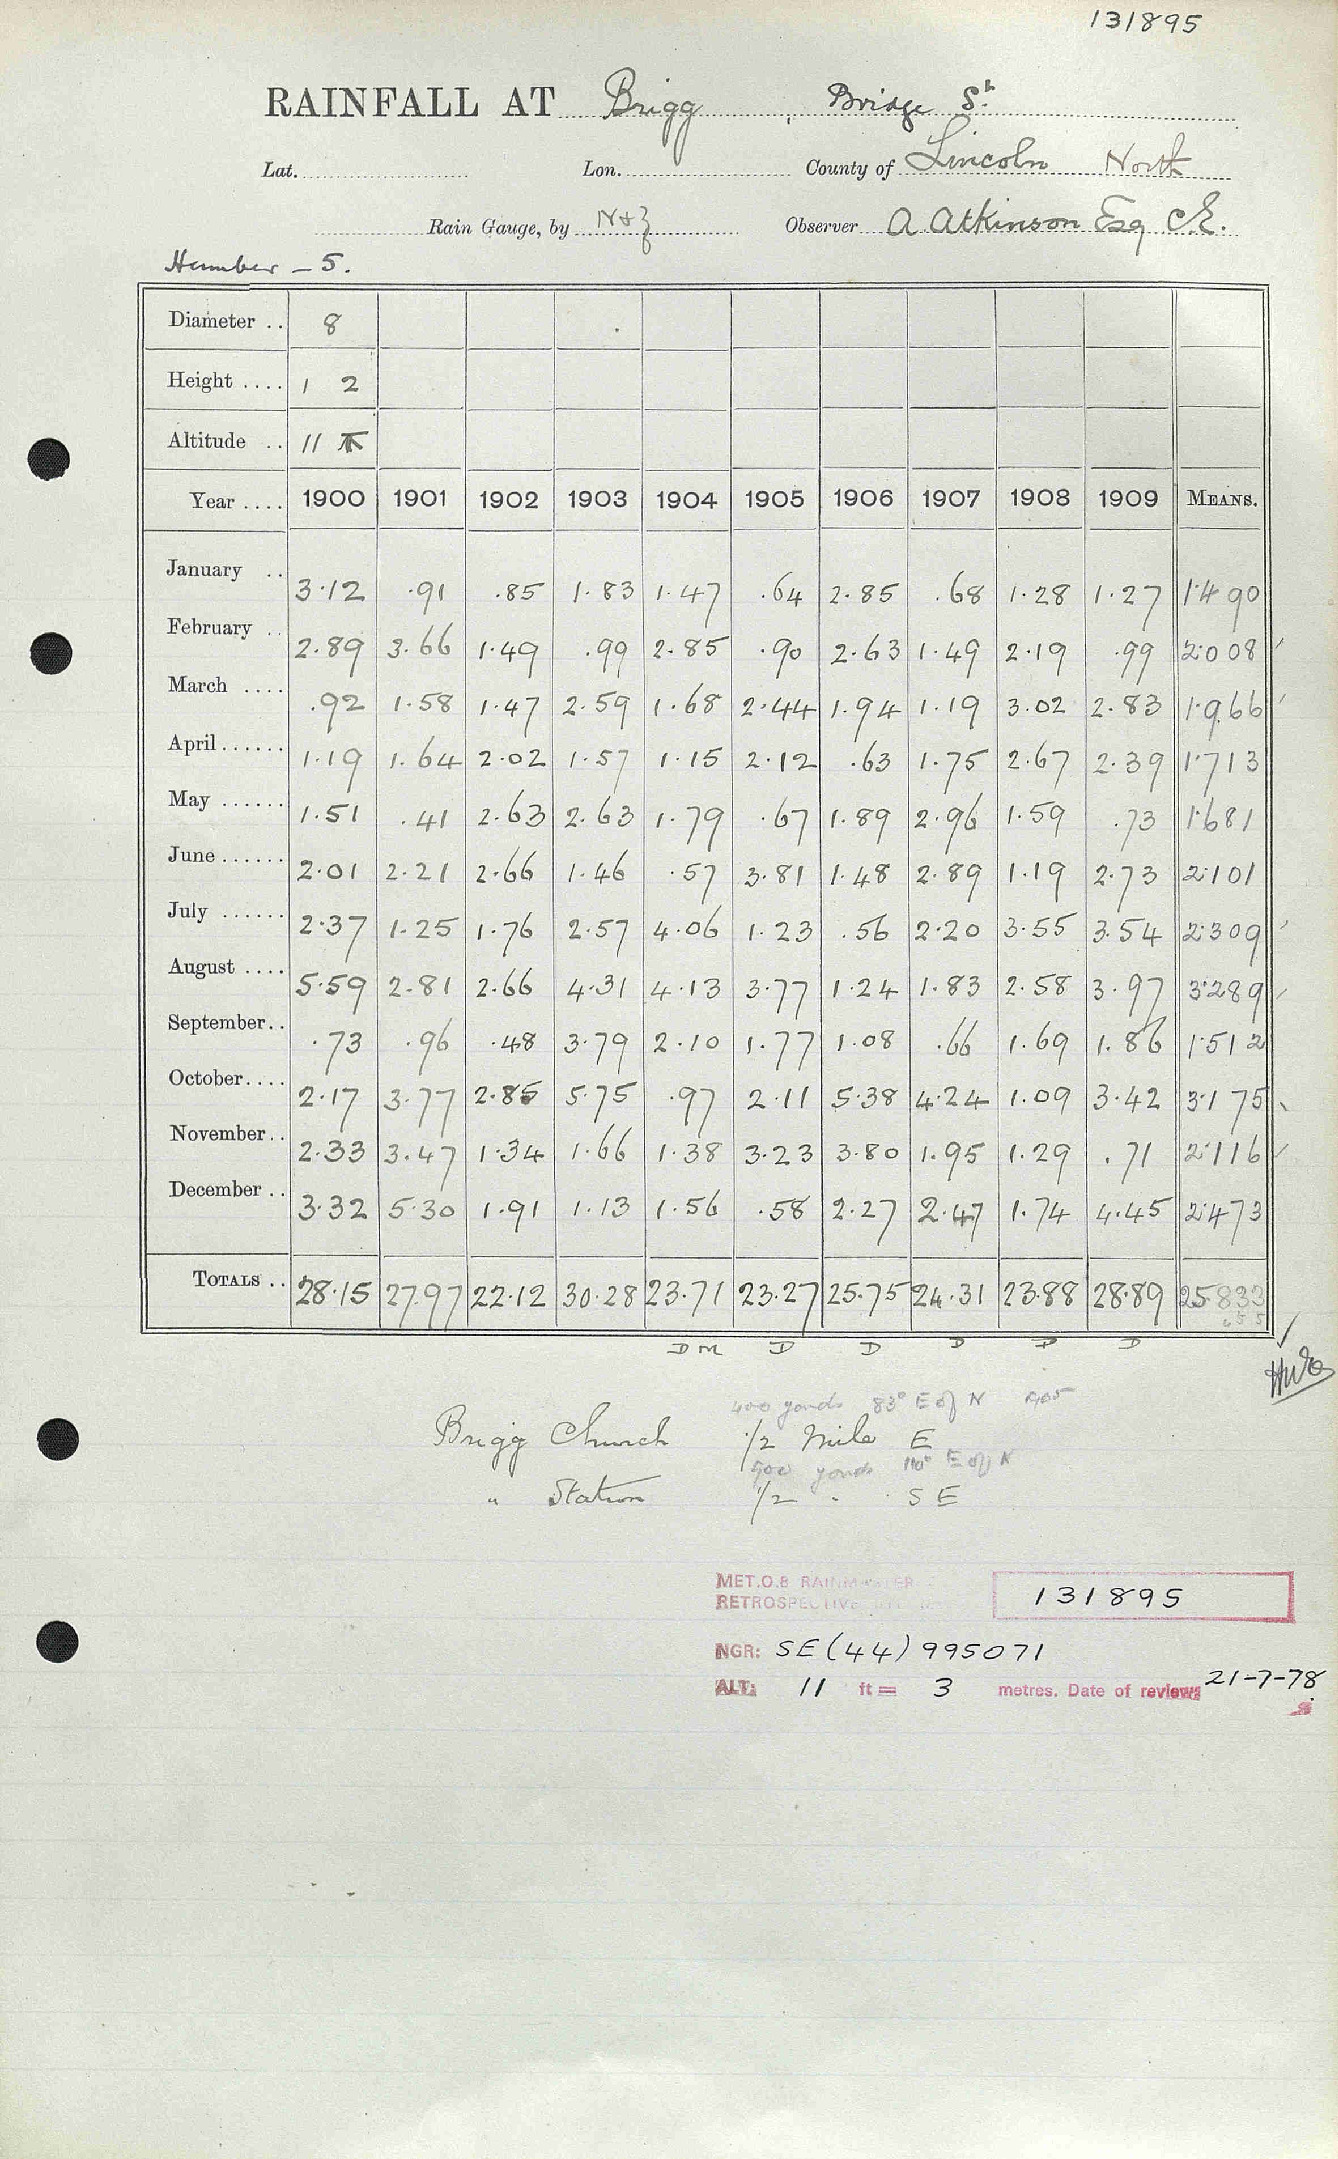 131895
RAINFALL AT Brigg, Bridge St.
Lat. Lon. County of Lincoln North
Rain Gauge, by N&Z Observer A Atkinson Esq C.E.
Humber - 5.
Diameter .. 8
Height .... 1 2
Altitude .. 11
Year .... 1900 1901 1902 1903 1904 1905 1906 1907 1908 1909 MEANS.
January .. 3.12 .91 .85 1.83 1.47 .64 2.85 .68 1.28 1.27 1.490
February .. 2.89 3.66 1.49 .99 2.85 .90 2.63 1.49 2.19 .99 2.008
March .... .92 1.58 1.47 2.59 1.68 2.44 1.94 1.19 3.02 2.83 1.966
April ...... 1.19 1.64 2.02 1.57 1.15 2.12 .63 1.75 2.67 2.39 1.713
May ...... 1.51 .41 2.63 2.63 1.79 .67 1.89 2.96 1.59 .73 1.681
June ...... 2.01 2.21 2.66 1.46 .57 3.81 1.48 2.89 1.19 2.73 2.101
July ...... 2.37 1.25 1.76 2.57 4.06 1.23 .56 2.20 3.55 3.54 2.309
August .... 5.59 2.81 2.66 4.31 4.13 3.77 1.24 1.83 2.58 3.97 3.289
September.. .73 .96 .48 3.79 2.10 1.77 1.08 .66 1.69 1.86 1.512
October.... 2.17 3.77 2.85 5.75 .97 2.11 5.38 4.24 1.09 3.42 3.175
November.. 2.33 3.47 1.34 1.66 1.38 3.23 3.80 1.95 1.29 .71 2.116
December .. 3.32 5.30 1.91 1.13 1.56 .58 2.27 2.47 1.74 4.45 2.473
TOTALS .. 28.15 27.97 22.12 30.28 23.71 23.27 25.75 24.31 23.88 28.89 25.833
DM D D D D D
400 yards 83° E of N 1905
Brigg Church 1/2 Mile E
900 yards 110° E of N
" Station 1/2 " SE
MET.O.8 RAINMASTER
RETROSPECTIVE
131895
NGR: SE (44) 995071
ALT: 11 ft = 3 metres. Date of review: 21-7-78